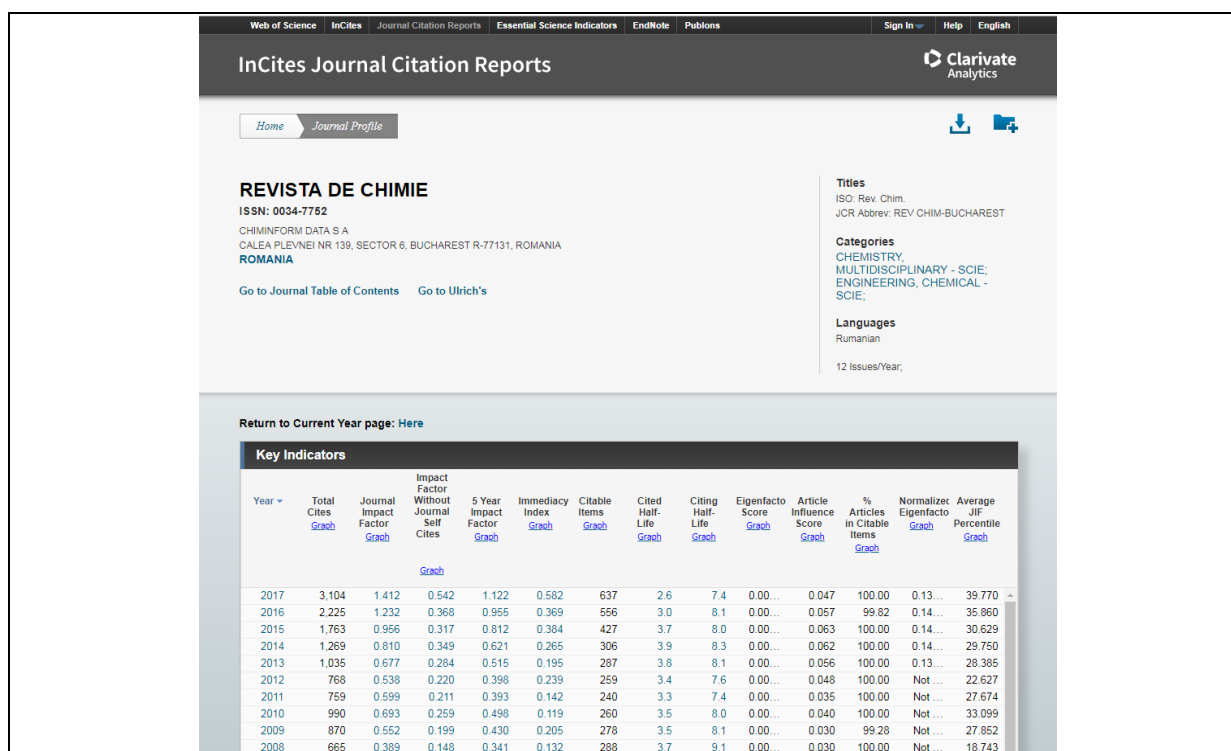 Web of Science InCites Journal Citation Reports Essential Science Indicators EndNote Publons Sign In Help English
InCites Journal Citation Reports
Clarivate
Analytics
Home Journal Profile
REVISTA DE CHIMIE
ISSN: 0034-7752
CHIMINFORM DATA S A
CALEA PLEVNEI NR 139, SECTOR 6, BUCHAREST R-77131, ROMANIA
ROMANIA
Go to Journal Table of Contents Go to Ulrich's
Titles
ISO: Rev. Chim.
JCR Abbrev: REV CHIM-BUCHAREST
Categories
CHEMISTRY,
MULTIDISCIPLINARY - SCIE;
ENGINEERING, CHEMICAL -
SCIE;
Languages
Rumanian
12 Issues/Year;
Return to Current Year page: Here
Key Indicators
Year Total Cites Graph Journal Impact Factor Graph Impact Factor Without Journal Self Cites Graph 5 Year Impact Factor Graph Immediacy Index Graph Citable Items Graph Cited Half-Life Graph Citing Half-Life Graph Eigenfacto Score Graph Article Influence Score Graph % Articles in Citable Items Graph Normalizec Eigenfacto Graph Average JIF Percentile Graph
2017 3,104 1.412 0.542 1.122 0.582 637 2.6 7.4 0.00... 0.047 100.00 0.13... 39.770
2016 2,225 1.232 0.368 0.955 0.369 556 3.0 8.1 0.00... 0.057 99.82 0.14... 35.860
2015 1,763 0.956 0.317 0.812 0.384 427 3.7 8.0 0.00... 0.063 100.00 0.14... 30.629
2014 1,269 0.810 0.349 0.621 0.265 306 3.9 8.3 0.00... 0.062 100.00 0.14... 29.750
2013 1,035 0.677 0.284 0.515 0.195 287 3.8 8.1 0.00... 0.056 100.00 0.13... 28.385
2012 768 0.538 0.220 0.398 0.239 259 3.4 7.6 0.00... 0.048 100.00 Not ... 22.627
2011 759 0.599 0.211 0.393 0.142 240 3.3 7.4 0.00... 0.035 100.00 Not ... 27.674
2010 990 0.693 0.259 0.498 0.119 260 3.5 8.0 0.00... 0.040 100.00 Not ... 33.099
2009 870 0.552 0.199 0.430 0.205 278 3.5 8.1 0.00... 0.030 99.28 Not ... 27.852
2008 665 0.389 0.148 0.341 0.132 288 3.7 9.1 0.00... 0.030 100.00 Not ... 18.743